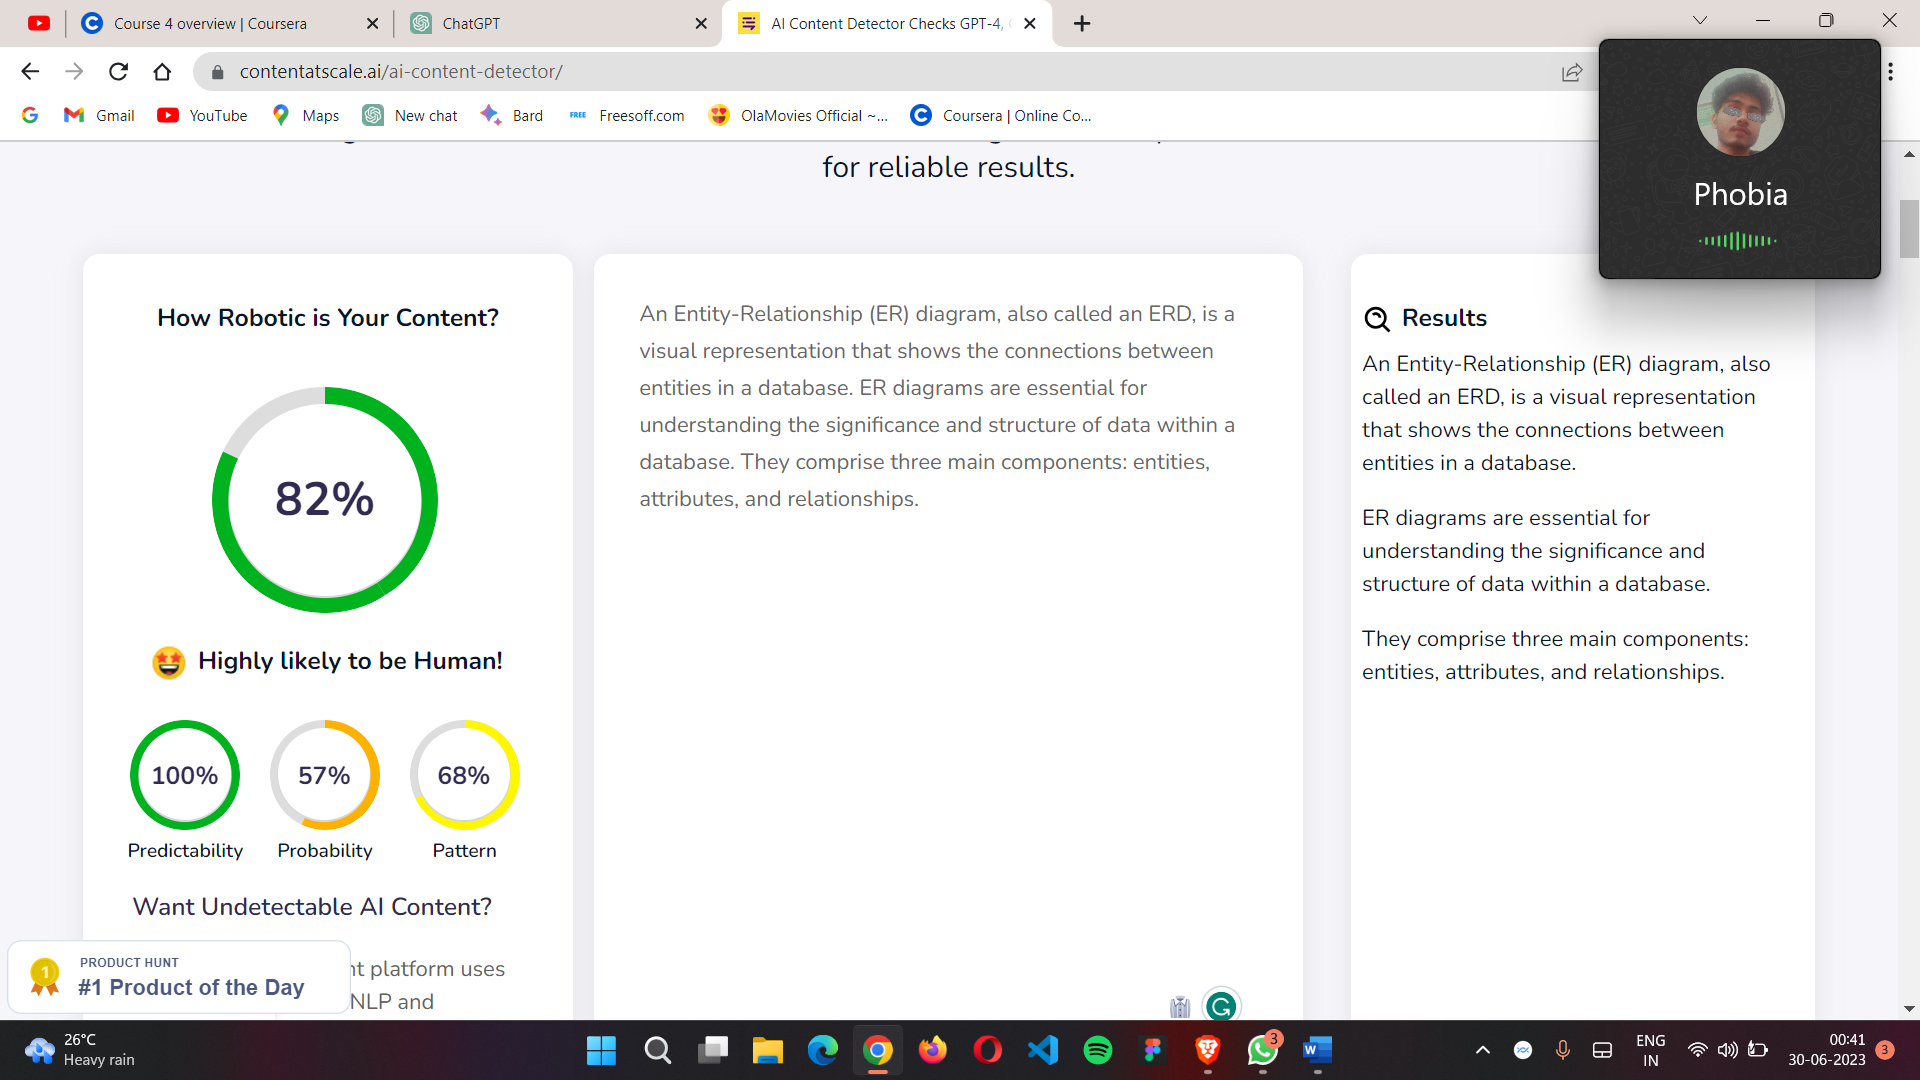 Course 4 overview | Coursera
ChatGPT
AI Content Detector Checks GPT-4,
contentatscale.ai/ai-content-detector/
Gmail
YouTube
Maps
New chat
Bard
FREE
Freesoff.com
OlaMovies Official ~...
Coursera | Online Co...
Phobia
for reliable results.
How Robotic is Your Content?
82%
Highly likely to be Human!
100%
57%
68%
Predictability
Probability
Pattern
Want Undetectable AI Content?
nt platform uses
NLP and
PRODUCT HUNT
#1 Product of the Day
1
An Entity-Relationship (ER) diagram, also called an ERD, is a
visual representation that shows the connections between
entities in a database. ER diagrams are essential for
understanding the significance and structure of data within a
database. They comprise three main components: entities,
attributes, and relationships.
Results
An Entity-Relationship (ER) diagram, also
called an ERD, is a visual representation
that shows the connections between
entities in a database.
ER diagrams are essential for
understanding the significance and
structure of data within a database.
They comprise three main components:
entities, attributes, and relationships.
26°C
Heavy rain
3
ENG
IN
00:41
30-06-2023
3